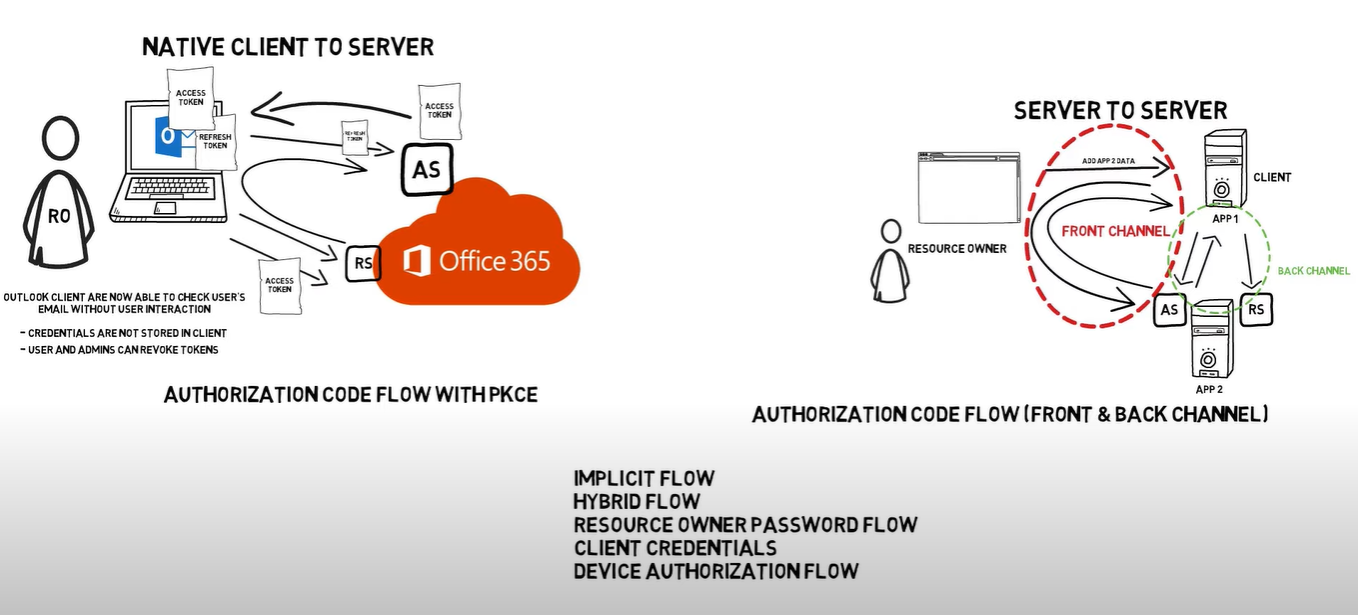 NATIVE CLIENT TO SERVER
ACCESS
TOKEN
REFRESH
TOKEN
ACCESS
TOKEN
REFRESH
TOKEN
AS
RO
RS
Office 365
ACCESS
TOKEN
OUTLOOK CLIENT ARE NOW ABLE TO CHECK USER'S
EMAIL WITHOUT USER INTERACTION
- CREDENTIALS ARE NOT STORED IN CLIENT
- USER AND ADMINS CAN REVOKE TOKENS
AUTHORIZATION CODE FLOW WITH PKCE
SERVER TO SERVER
ADD APP 2 DATA
CLIENT
APP 1
FRONT CHANNEL
RESOURCE OWNER
BACK CHANNEL
AS
RS
APP 2
AUTHORIZATION CODE FLOW (FRONT & BACK CHANNEL)
IMPLICIT FLOW
HYBRID FLOW
RESOURCE OWNER PASSWORD FLOW
CLIENT CREDENTIALS
DEVICE AUTHORIZATION FLOW